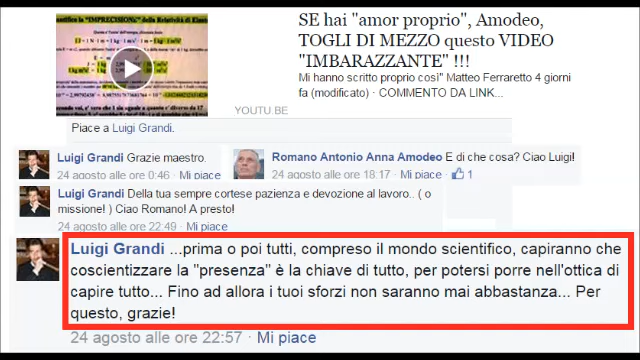 SE hai "amor proprio", Amodeo,
TOGLI DI MEZZO questo VIDEO
"IMBARAZZANTE" !!!
Mi hanno scritto proprio così" Matteo Ferraretto 4 giorni
fa (modificato) · COMMENTO DA LINK...
YOUTU.BE
Piace a Luigi Grandi.
Luigi Grandi Grazie maestro.
24 agosto alle ore 0:46 · Mi piace
Romano Antonio Anna Amodeo E di che cosa? Ciao Luigi!
24 agosto alle ore 18:17 · Mi piace · 1
Luigi Grandi Della tua sempre cortese pazienza e devozione al lavoro.. ( o
missione! ) Ciao Romano! A presto!
24 agosto alle ore 22:49 · Mi piace
Luigi Grandi ...prima o poi tutti, compreso il mondo scientifico, capiranno che
coscientizzare la "presenza" è la chiave di tutto, per potersi porre nell'ottica di
capire tutto... Fino ad allora i tuoi sforzi non saranno mai abbastanza... Per
questo, grazie!
24 agosto alle ore 22:57 · Mi piace